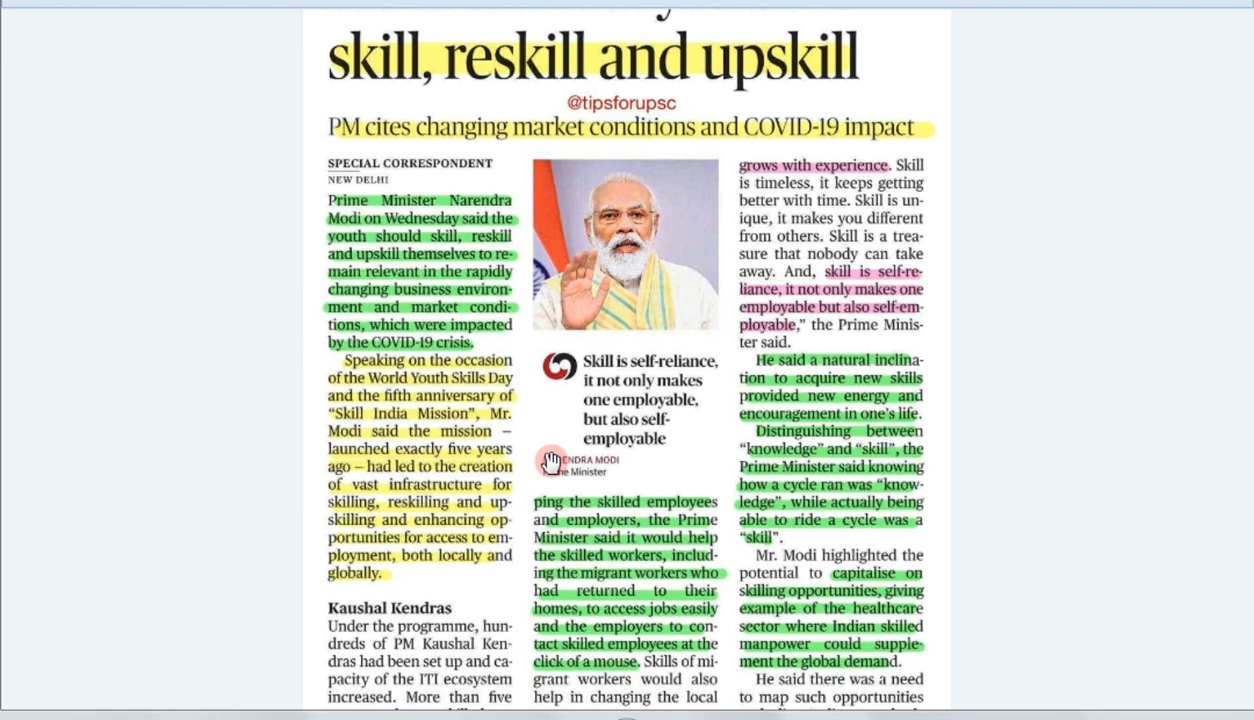 skill, reskill and upskill
@tipsforupsc
PM cites changing market conditions and COVID-19 impact
SPECIAL CORRESPONDENT
NEW DELHI
Prime Minister Narendra
Modi on Wednesday said the
youth should skill, reskill
and upskill themselves to re-
main relevant in the rapidly
changing business environ-
ment and market condi-
tions, which were impacted
by the COVID-19 crisis.
Speaking on the occasion
of the World Youth Skills Day
and the fifth anniversary of
“Skill India Mission”, Mr.
Modi said the mission –
launched exactly five years
ago – had led to the creation
of vast infrastructure for
skilling, reskilling and up-
skilling and enhancing op-
portunities for access to em-
ployment, both locally and
globally.
Kaushal Kendras
Under the programme, hun-
dreds of PM Kaushal Ken-
dras had been set up and ca-
pacity of the ITI ecosystem
increased. More than five
Skill is self-reliance,
it not only makes
one employable,
but also self-
employable
ENDRA MODI
Minister
ping the skilled employees
and employers, the Prime
Minister said it would help
the skilled workers, includ-
ing the migrant workers who
had returned to their
homes, to access jobs easily
and the employers to con-
tact skilled employees at the
click of a mouse. Skills of mi-
grant workers would also
help in changing the local
grows with experience. Skill
is timeless, it keeps getting
better with time. Skill is un-
ique, it makes you different
from others. Skill is a trea-
sure that nobody can take
away. And, skill is self-re-
liance, it not only makes one
employable but also self-em-
ployable,” the Prime Minis-
ter said.
He said a natural inclina-
tion to acquire new skills
provided new energy and
encouragement in one’s life.
Distinguishing between
“knowledge” and “skill”, the
Prime Minister said knowing
how a cycle ran was “know-
ledge”, while actually being
able to ride a cycle was a
“skill”.
Mr. Modi highlighted the
potential to capitalise on
skilling opportunities, giving
example of the healthcare
sector where Indian skilled
manpower could supple-
ment the global demand.
He said there was a need
to map such opportunities